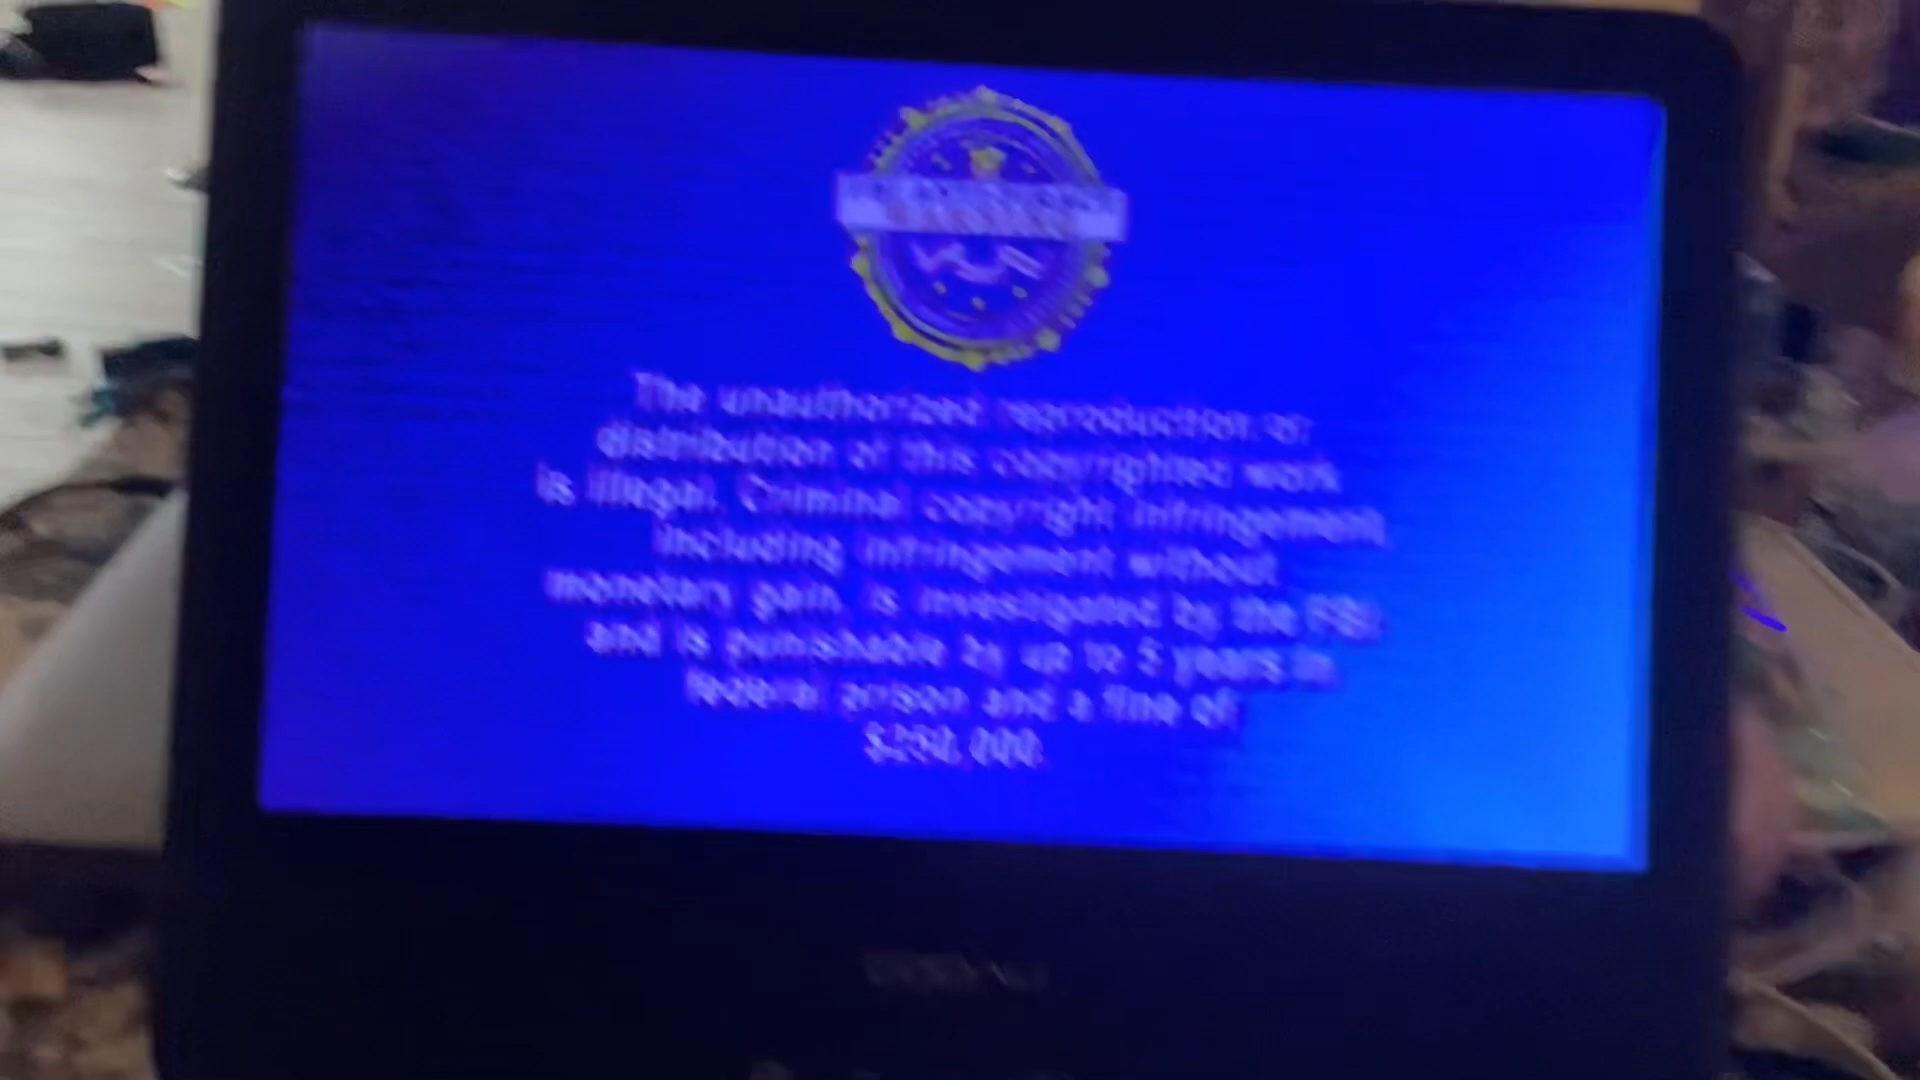 The unauthorized reproduction or
distribution of this copyrighted work
is illegal. Criminal copyright infringement,
including infringement without
monetary gain, is investigated by the FBI
and is punishable by up to 5 years in
federal prison and a fine of
$250,000.